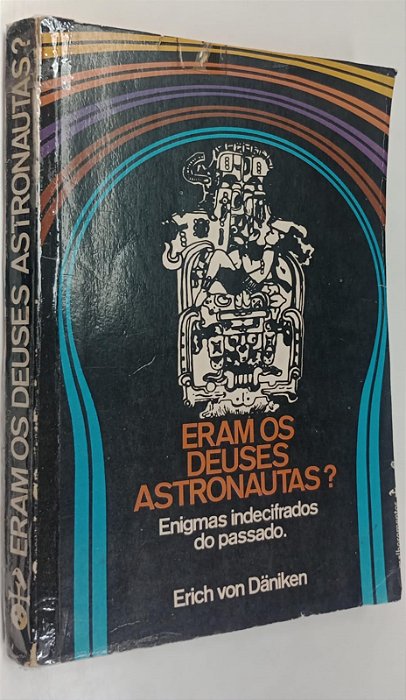 ERAM OS DEUSES ASTRONAUTAS?
ERAM OS
DEUSES
ASTRONAUTAS?
Enigmas indecifrados
do passado.
Erich von Däniken